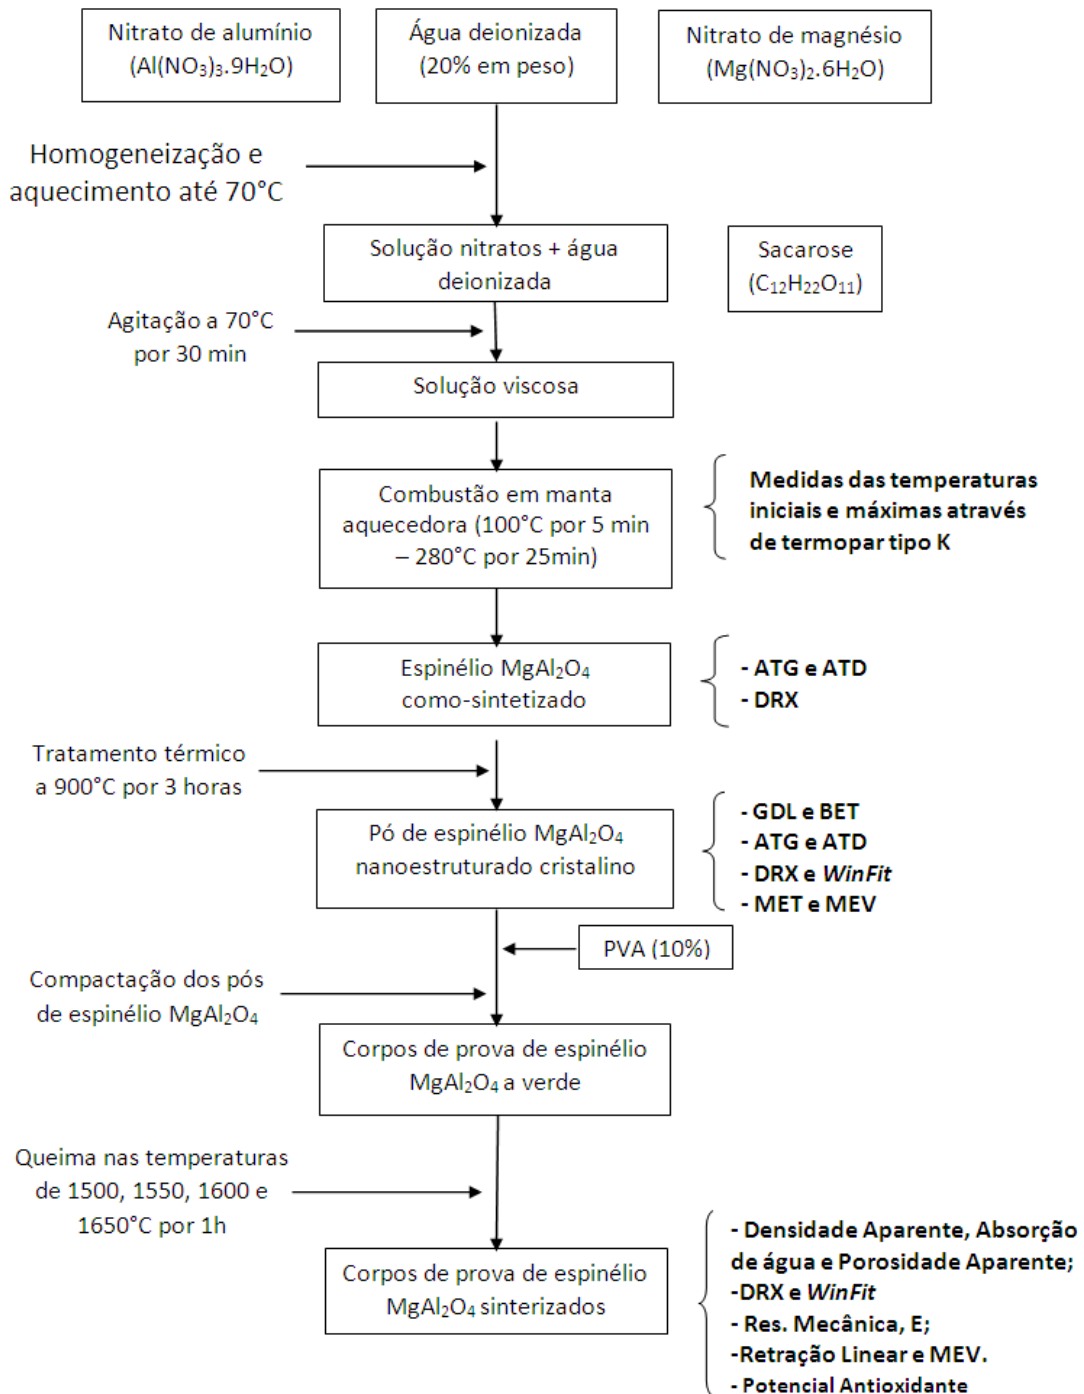 Nitrato de alumínio
(Al(NO₃)₃.9H₂O)
Água deionizada
(20% em peso)
Nitrato de magnésio
(Mg(NO₃)₂.6H₂O)
Homogeneização e
aquecimento até 70°C
Solução nitratos + água
deionizada
Sacarose
(C₁₂H₂₂O₁₁)
Agitação a 70°C
por 30 min
Solução viscosa
Combustão em manta
aquecedora (100°C por 5 min
– 280°C por 25min)
Medidas das temperaturas
iniciais e máximas através
de termopar tipo K
Espinélio MgAl₂O₄
como-sintetizado
- ATG e ATD
- DRX
Tratamento térmico
a 900°C por 3 horas
Pó de espinélio MgAl₂O₄
nanoestruturado cristalino
- GDL e BET
- ATG e ATD
- DRX e WinFit
- MET e MEV
PVA (10%)
Compactação dos pós
de espinélio MgAl₂O₄
Corpos de prova de espinélio
MgAl₂O₄ a verde
Queima nas temperaturas
de 1500, 1550, 1600 e
1650°C por 1h
Corpos de prova de espinélio
MgAl₂O₄ sinterizados
- Densidade Aparente, Absorção
de água e Porosidade Aparente;
-DRX e WinFit
- Res. Mecânica, E;
-Retração Linear e MEV.
- Potencial Antioxidante